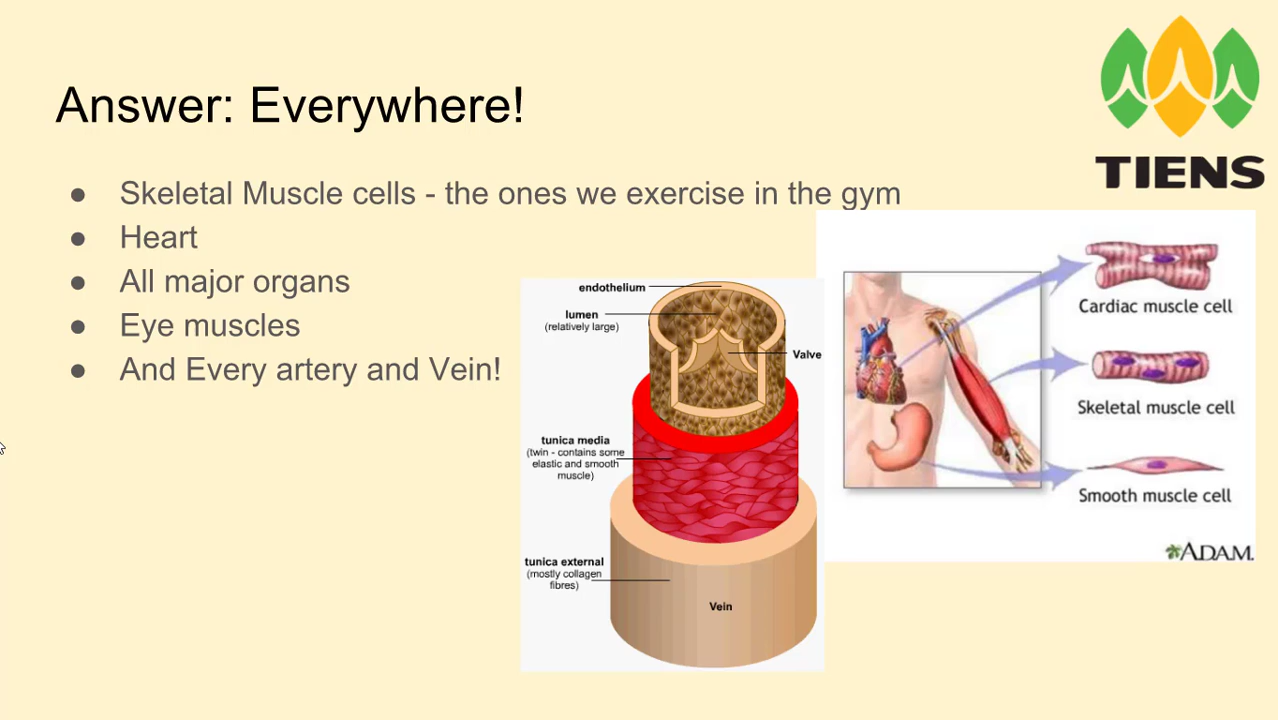 Answer: Everywhere!
TIENS
● Skeletal Muscle cells - the ones we exercise in the gym
● Heart
● All major organs
● Eye muscles
● And Every artery and Vein!
endothelium
lumen
(relatively large)
Valve
tunica media
(twin - contains some
elastic and smooth
muscle)
tunica external
(mostly collagen
fibres)
Vein
Cardiac muscle cell
Skeletal muscle cell
Smooth muscle cell
ADAM.